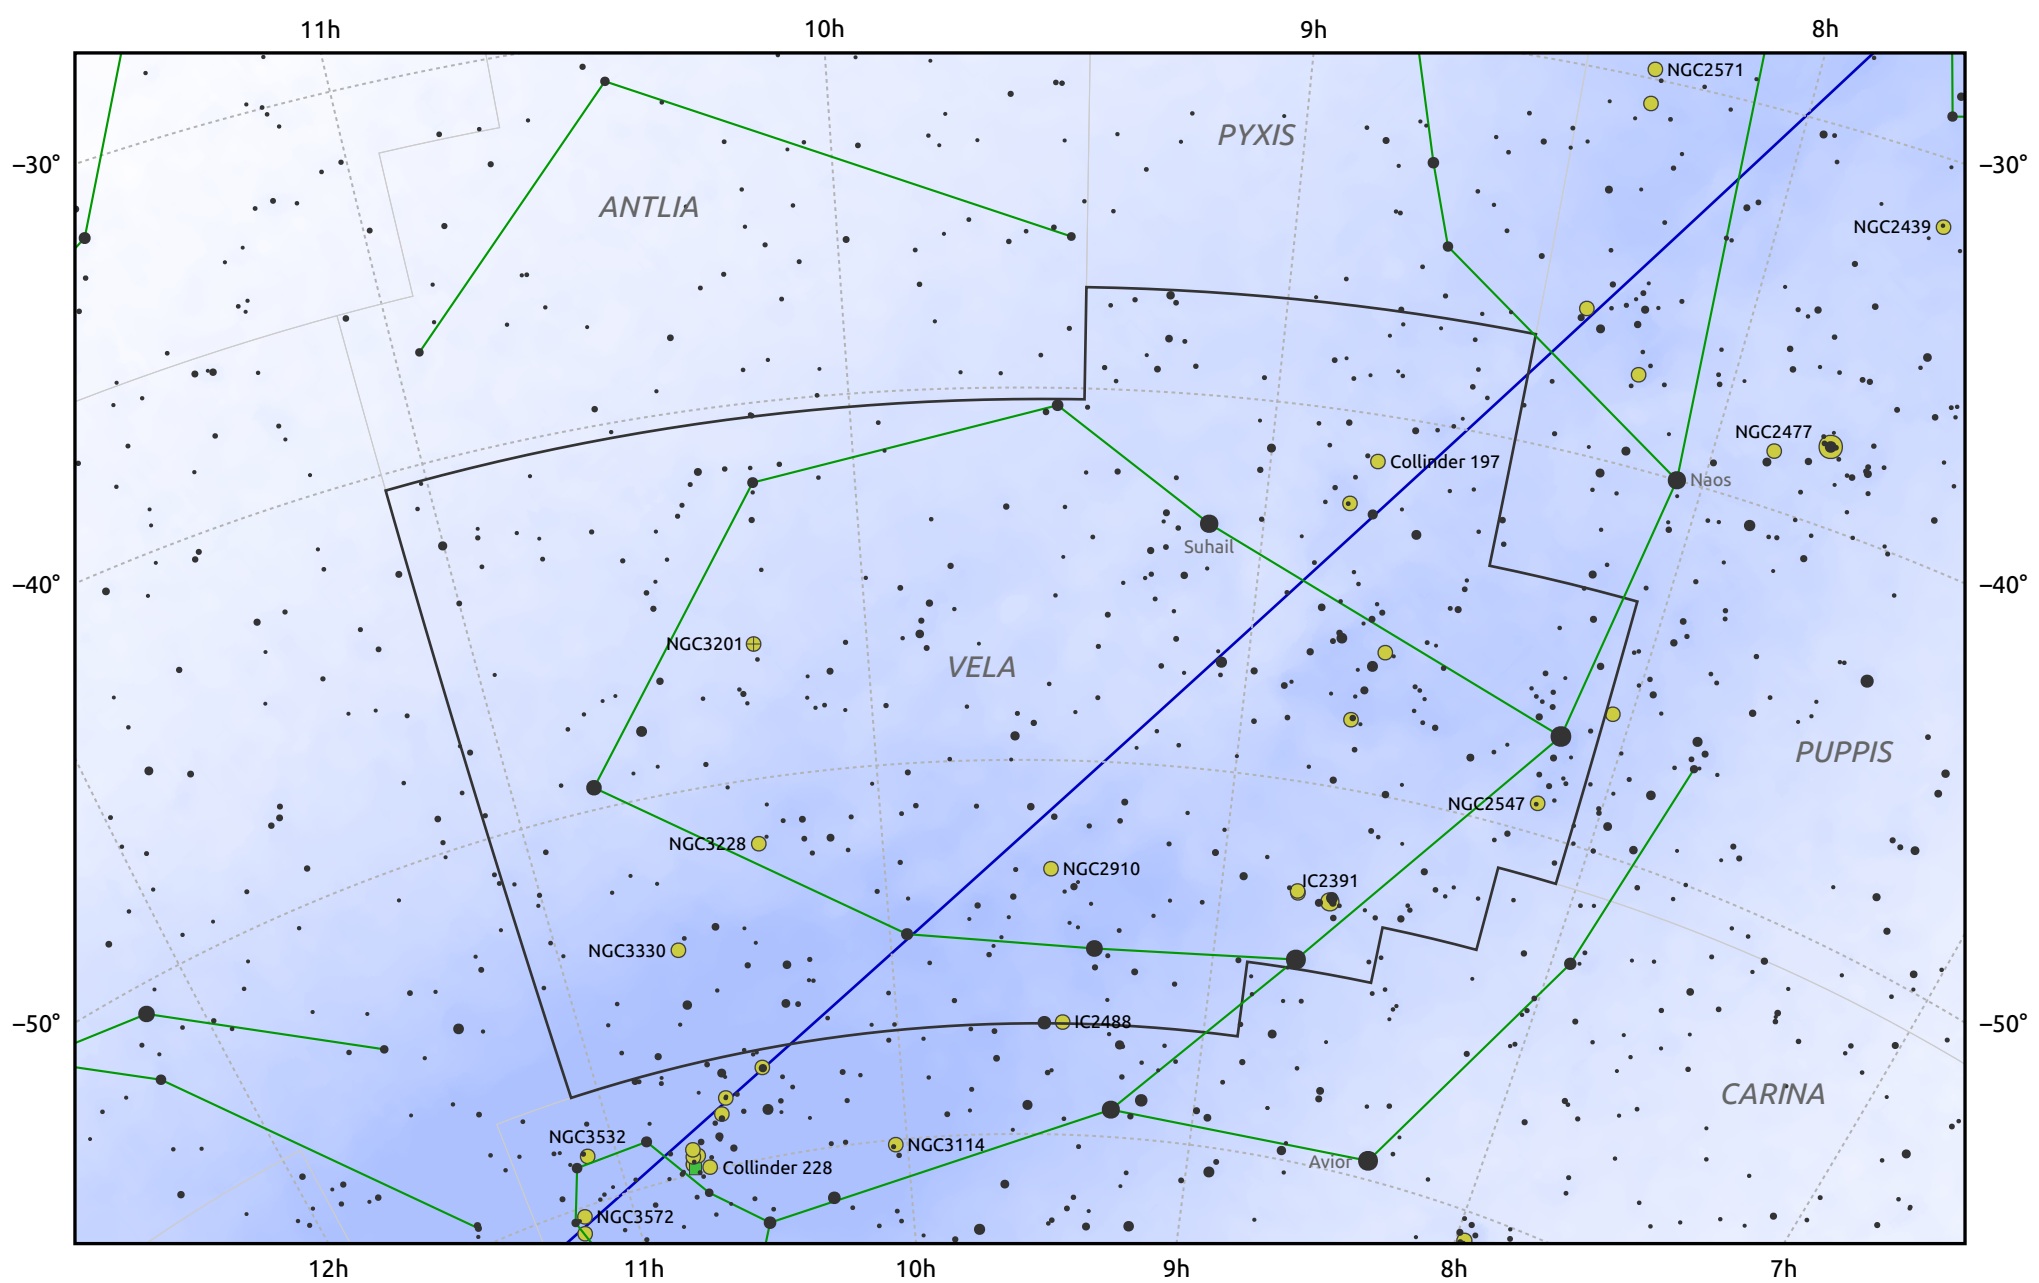 11h 10h 9h 8h
NGC2571
PYXIS
−30° −30°
ANTLIA
NGC2439
NGC2477
Collinder 197
Naos
Suhail
−40° −40°
NGC3201
VELA
PUPPIS
NGC2547
NGC3228
NGC2910
IC2391
NGC3330
−50° IC2488 −50°
CARINA
NGC3532
NGC3114
Avior
Collinder 228
NGC3572
12h 11h 10h 9h 8h 7h